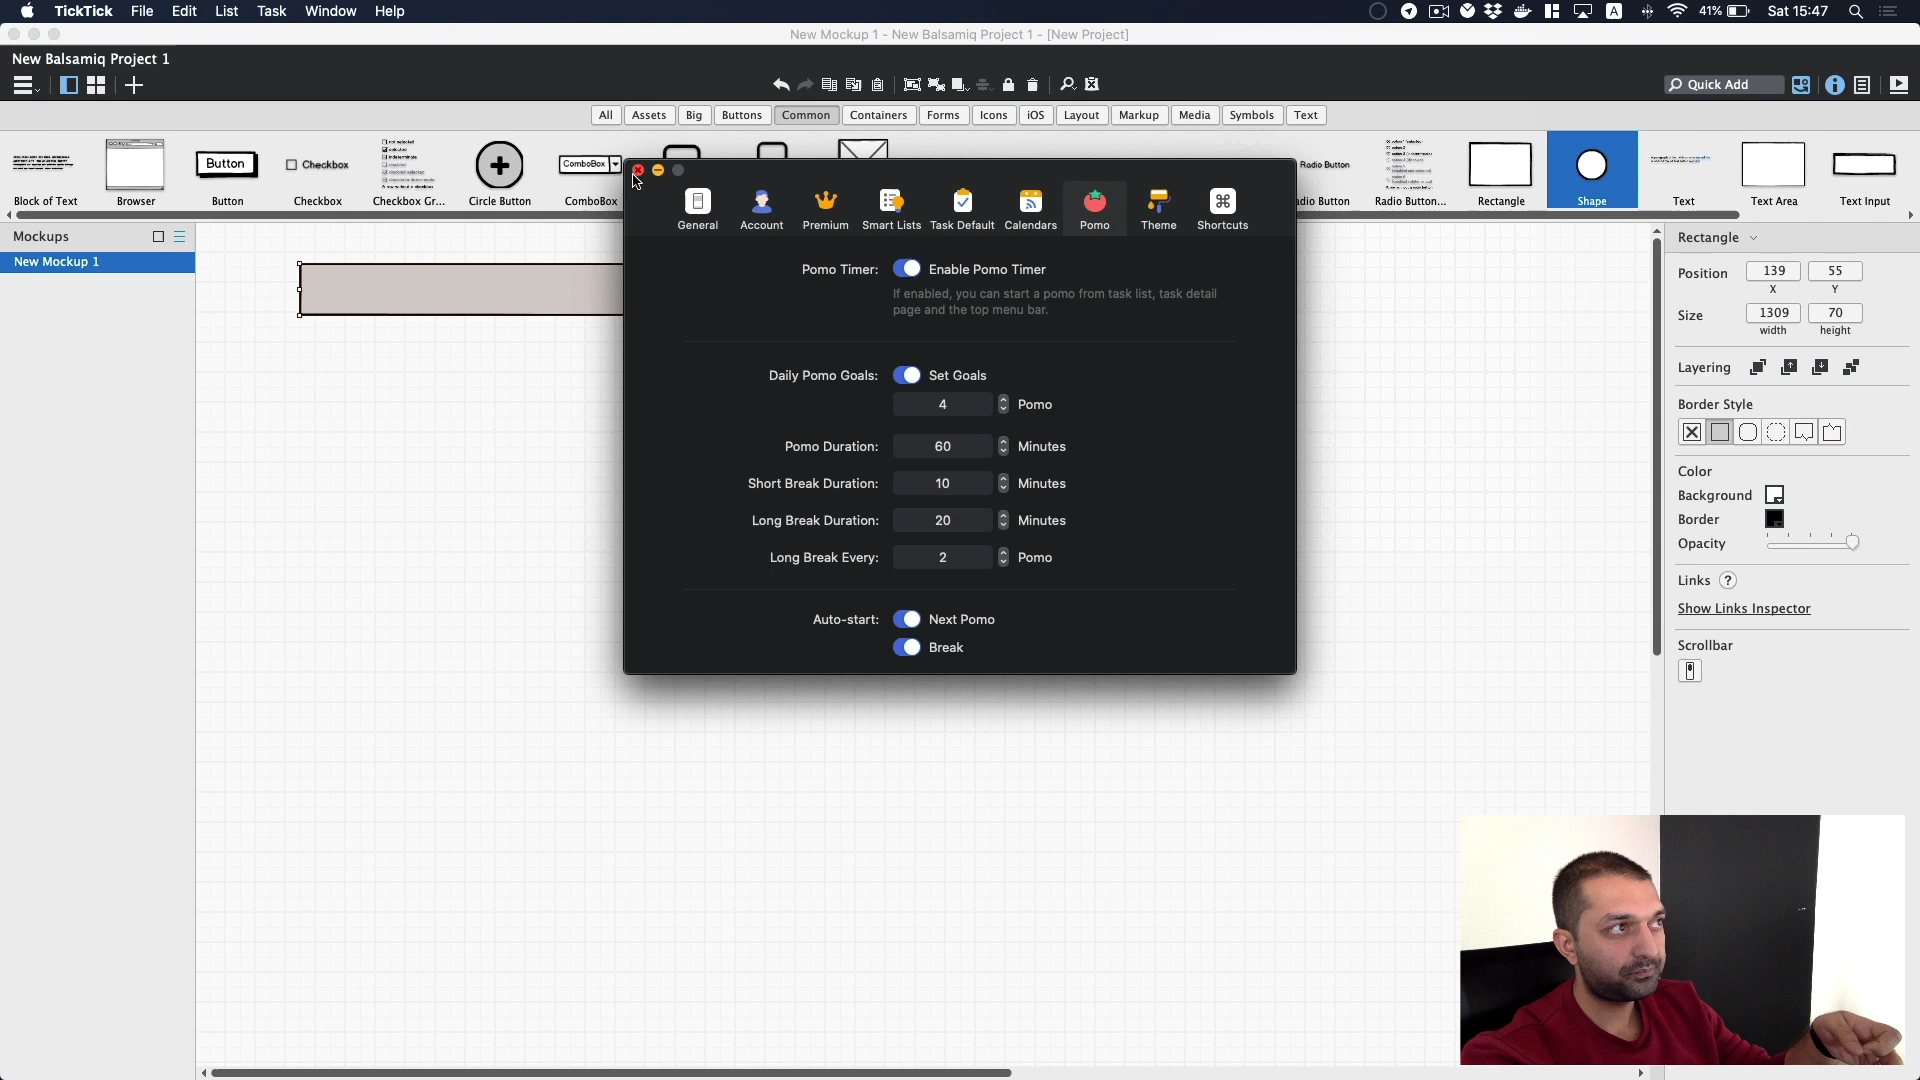 TickTick File Edit List Task Window Help
A 41% Sat 15:47
New Mockup 1 - New Balsamiq Project 1 - [New Project]
New Balsamiq Project 1
Quick Add
All Assets Big Buttons Common Containers Forms Icons iOS Layout Markup Media Symbols Text
Button Checkbox ComboBox Radio Button
Block of Text Browser Button Checkbox Checkbox Gr... Circle Button ComboBox adio Button Radio Button... Rectangle Shape Text Text Area Text Input
General Account Premium Smart Lists Task Default Calendars Pomo Theme Shortcuts
Mockups
New Mockup 1
Pomo Timer: Enable Pomo Timer
If enabled, you can start a pomo from task list, task detail
page and the top menu bar.
Daily Pomo Goals: Set Goals
4 Pomo
Pomo Duration: 60 Minutes
Short Break Duration: 10 Minutes
Long Break Duration: 20 Minutes
Long Break Every: 2 Pomo
Auto-start: Next Pomo
Break
Rectangle
Position 139 55
X Y
Size 1309 70
width height
Layering
Border Style
Color
Background
Border
Opacity
Links ?
Show Links Inspector
Scrollbar